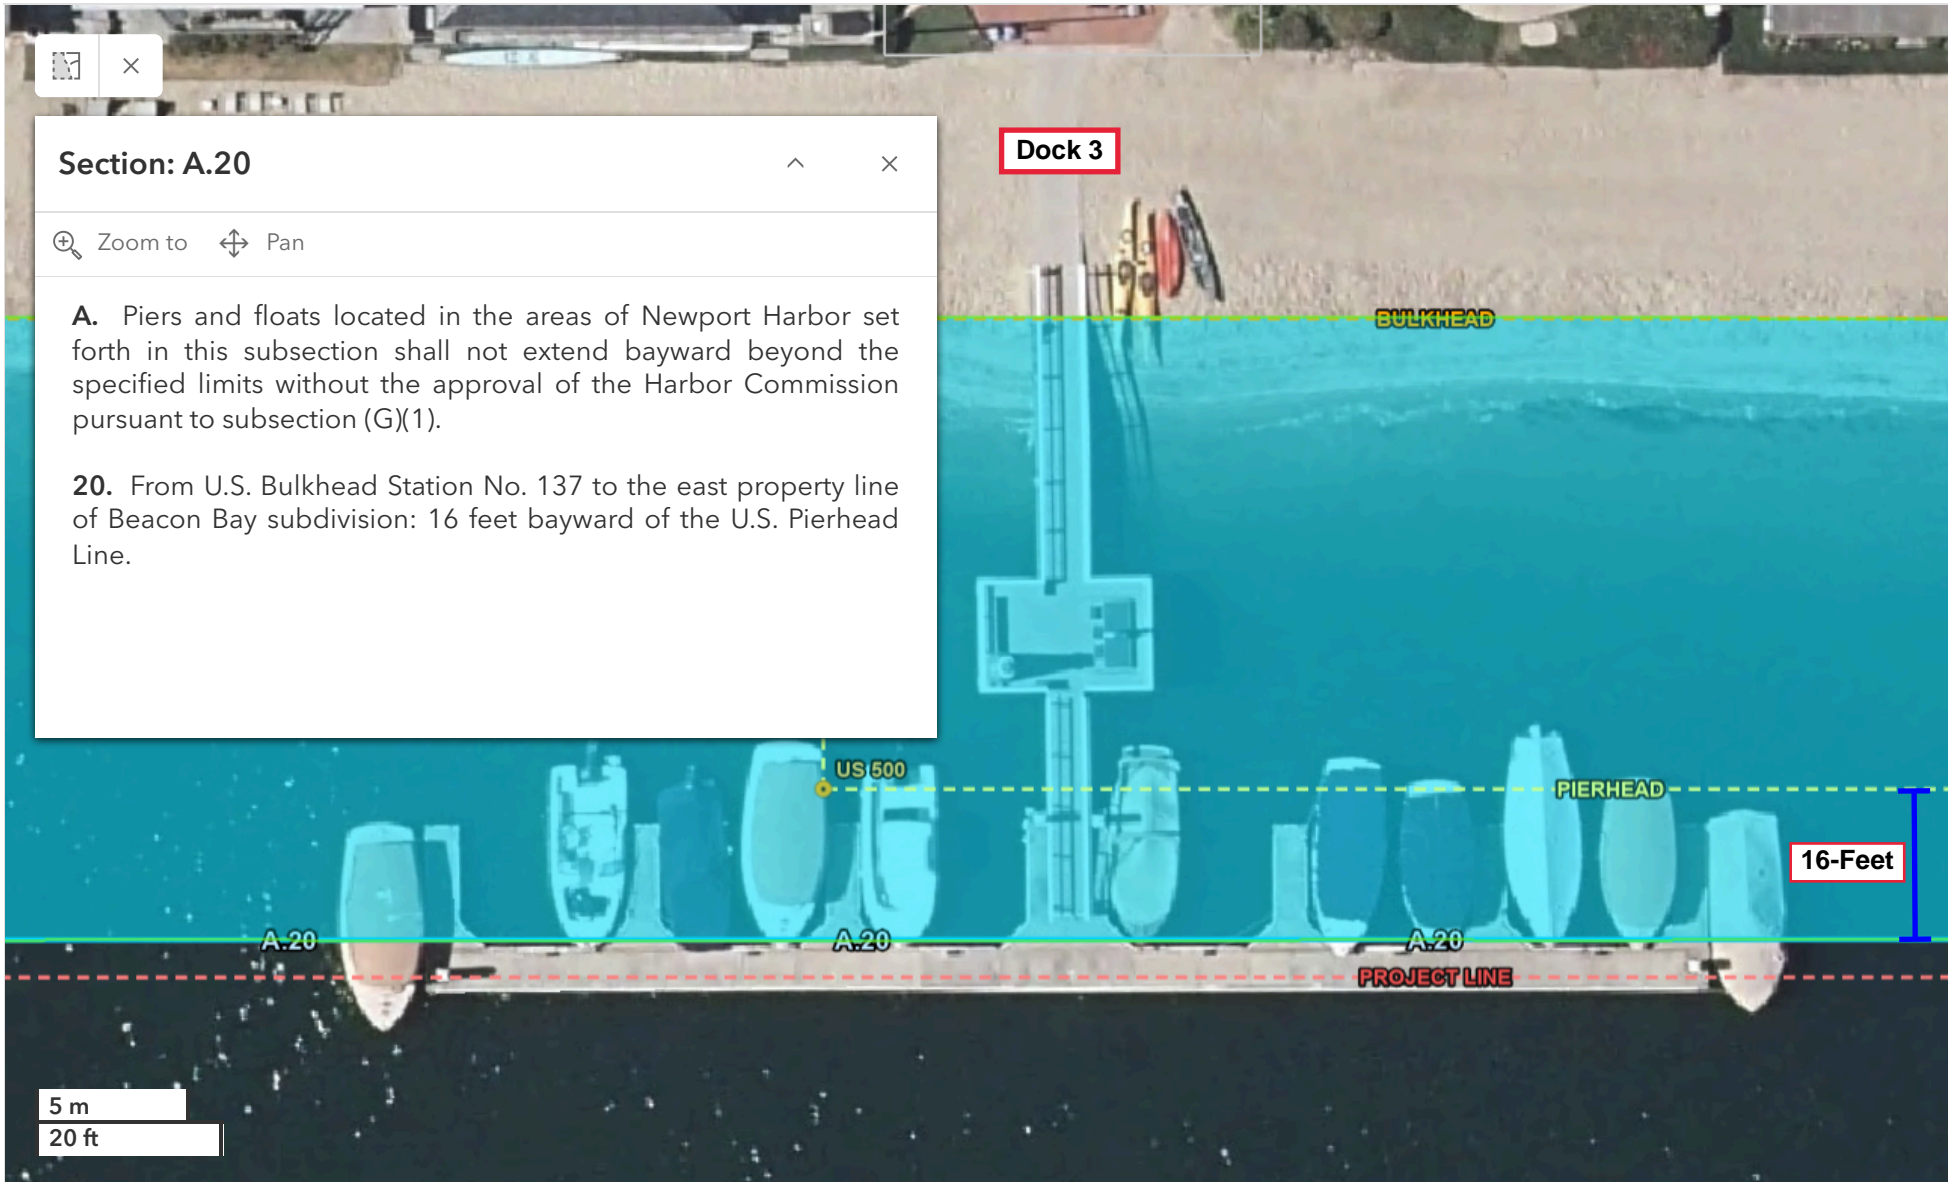 Dock 3
Section: A.20
Zoom to
Pan
A. Piers and floats located in the areas of Newport Harbor set
forth in this subsection shall not extend bayward beyond the
specified limits without the approval of the Harbor Commission
pursuant to subsection (G)(1).
20. From U.S. Bulkhead Station No. 137 to the east property line
of Beacon Bay subdivision: 16 feet bayward of the U.S. Pierhead
Line.
BULKHEAD
US 500
PIERHEAD
16-Feet
A.20
A.20
A.20
PROJECT LINE
5 m
20 ft